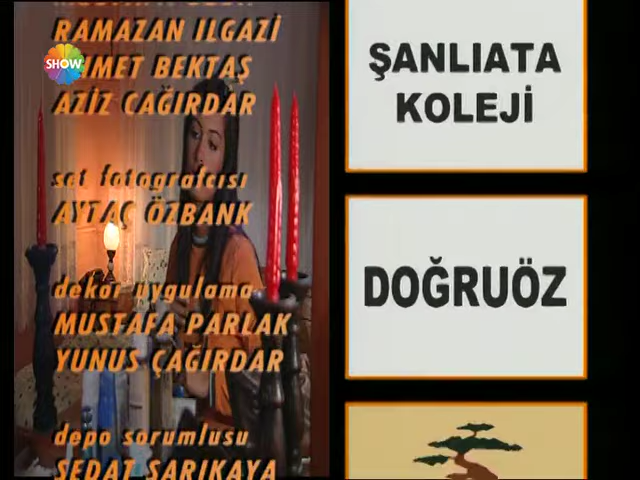 RAMAZAN ILGAZİ
SHOW
AHMET BEKTAŞ
AZİZ ÇAĞIRDAR
set fotoğrafçısı
AYTAÇ ÖZBANK
dekor uygulama
MUSTAFA PARLAK
YUNUS ÇAĞIRDAR
depo sorumlusu
SEDAT SARIKAYA
ŞANLIATA
KOLEJİ
DOĞRUÖZ